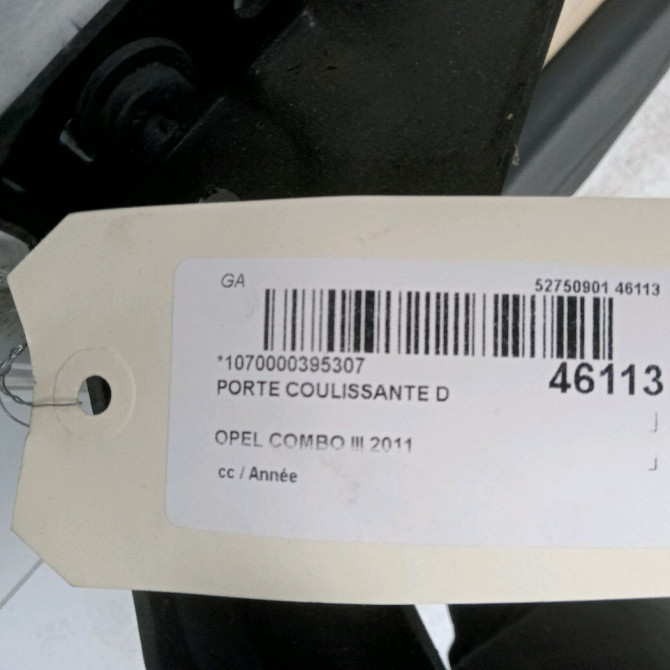 GA
52750901 46113
*1070000395307
46113
PORTE COULISSANTE D
OPEL COMBO III 2011
cc / Année